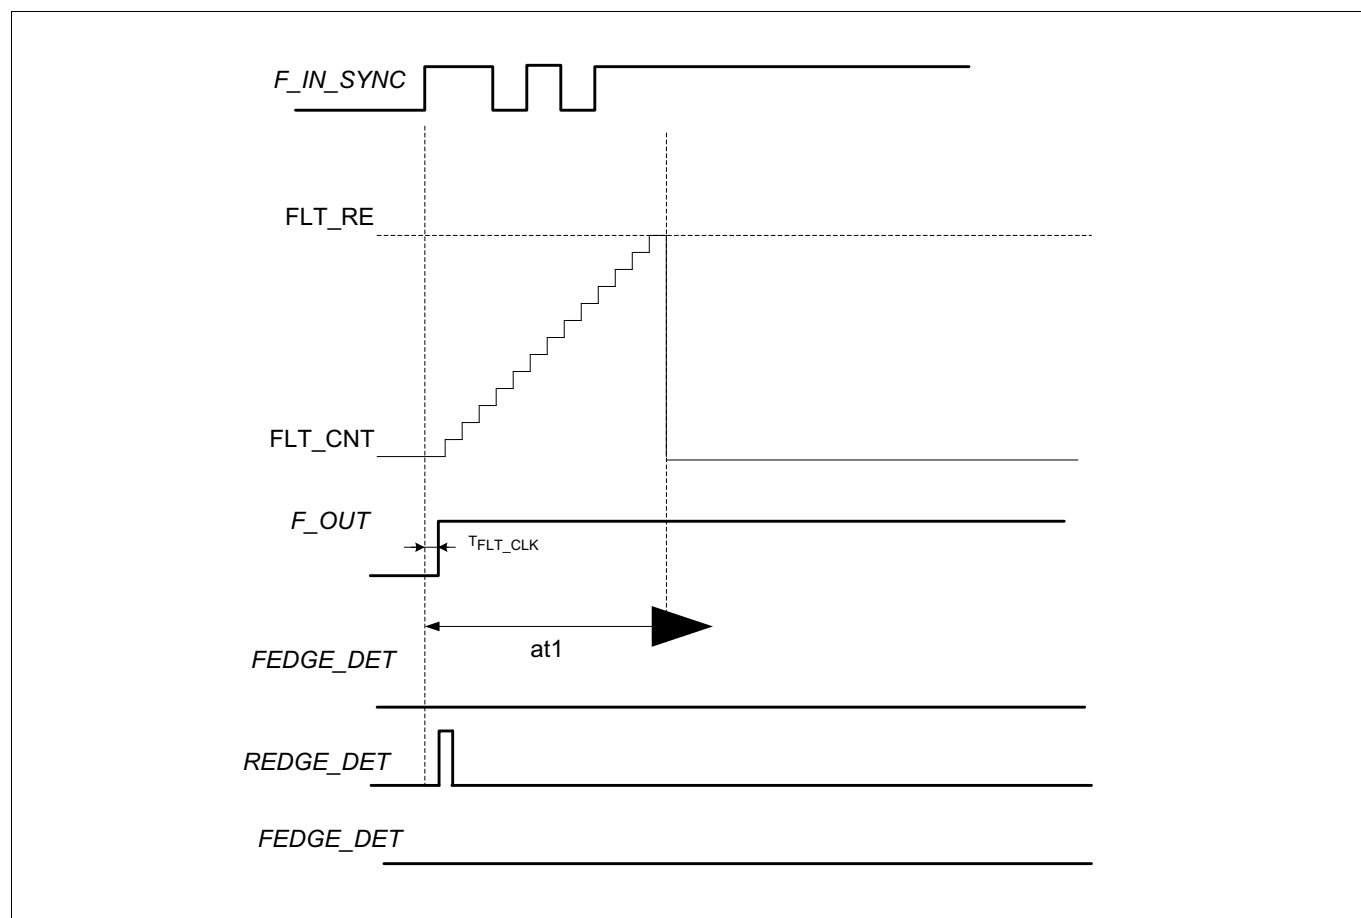 F_IN_SYNC
FLT_RE
FLT_CNT
F_OUT
TFLT_CLK
at1
FEDGE_DET
REDGE_DET
FEDGE_DET